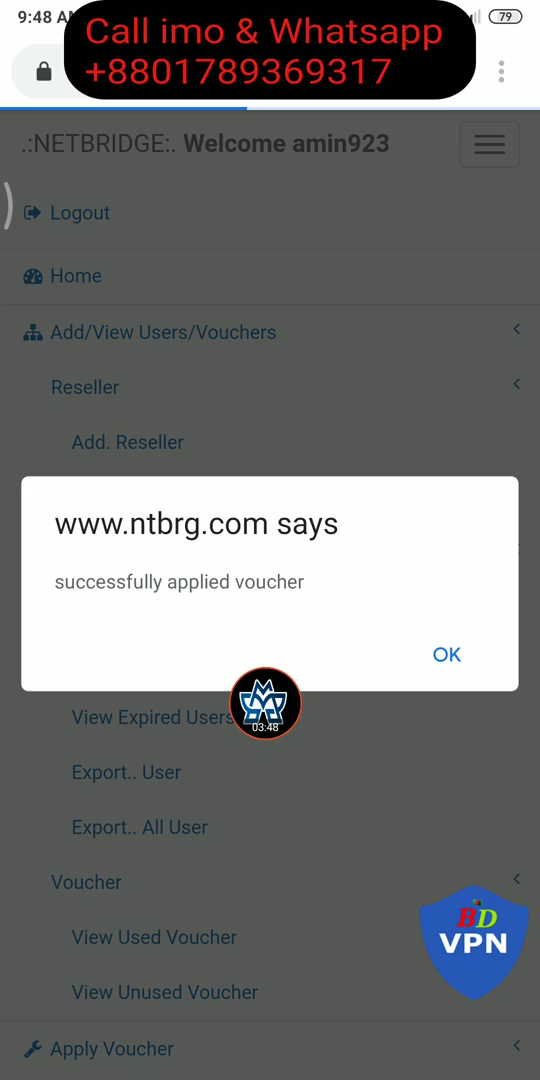 9:48
79
Call imo & Whatsapp
+8801789369317
.:NETBRIDGE:. Welcome amin923
Logout
Home
Add/View Users/Vouchers
Reseller
Add. Reseller
www.ntbrg.com says
successfully applied voucher
OK
03:48
View Expired Users
Export.. User
Export.. All User
Voucher
BD
VPN
View Used Voucher
View Unused Voucher
Apply Voucher